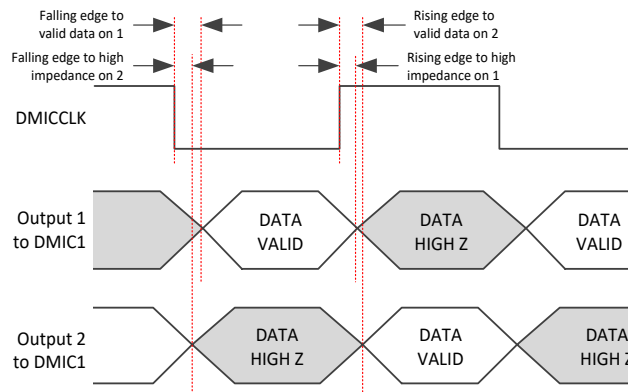 Falling edge to
valid data on 1
Rising edge to
valid data on 2
Falling edge to high
impedance on 2
Rising edge to high
impedance on 1
DMICCLK
Output 1
to DMIC1
DATA
VALID
DATA
HIGH Z
DATA
VALID
Output 2
to DMIC1
DATA
HIGH Z
DATA
VALID
DATA
HIGH Z